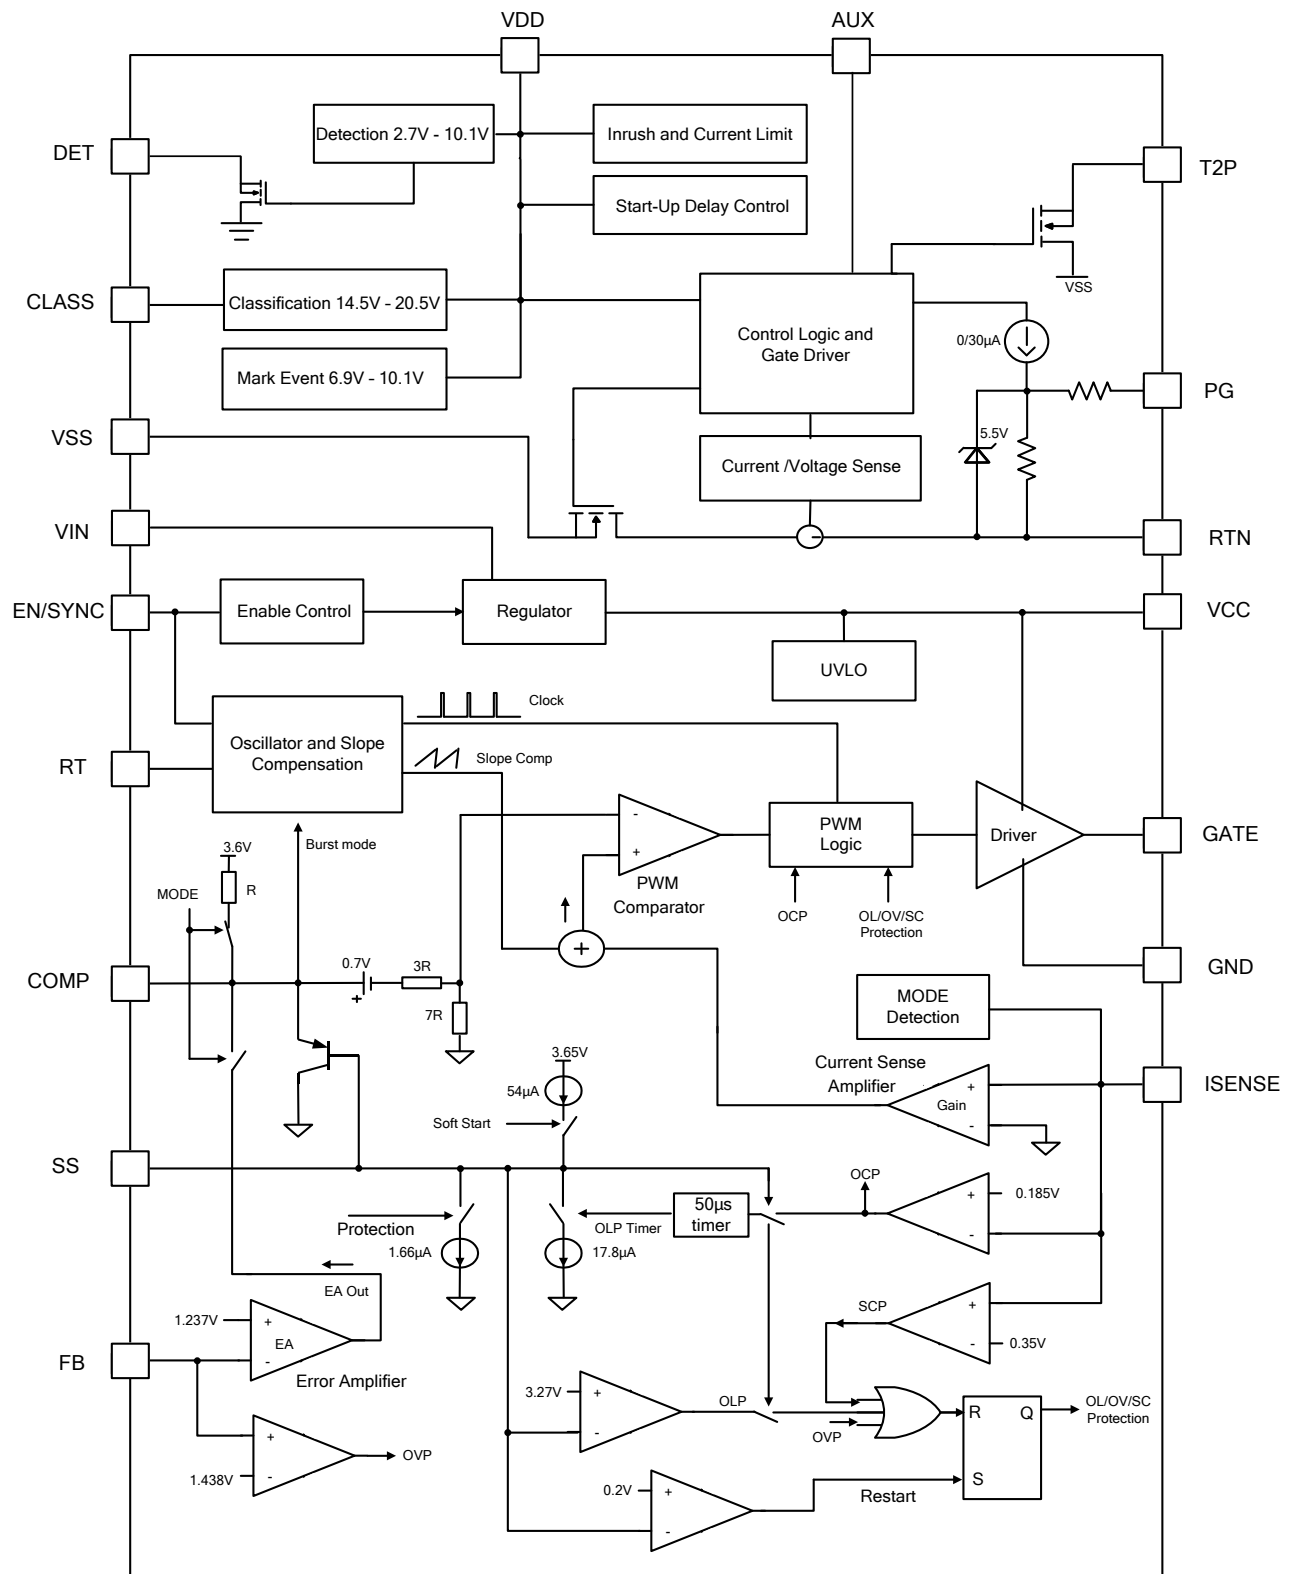 VDD
AUX
DET
Detection 2.7V - 10.1V
Inrush and Current Limit
T2P
Start-Up Delay Control
VSS
CLASS
Classification 14.5V - 20.5V
Control Logic and
Gate Driver
0/30µA
Mark Event 6.9V - 10.1V
PG
VSS
5.5V
Current /Voltage Sense
VIN
RTN
EN/SYNC
Enable Control
Regulator
VCC
UVLO
Clock
Oscillator and Slope
Compensation
RT
Slope Comp
-
+
PWM
Comparator
PWM
Logic
Driver
GATE
Burst mode
3.6V
R
MODE
OCP
OL/OV/SC
Protection
+
COMP
0.7V
+
3R
7R
GND
MODE
Detection
3.65V
54µA
Current Sense
Amplifier
+
Gain
-
ISENSE
Soft Start
SS
OCP
+
0.185V
-
50µs
timer
Protection
OLP Timer
1.66µA
17.8µA
EA Out
SCP
+
-
0.35V
1.237V
+
EA
-
FB
Error Amplifier
3.27V
+
-
OLP
OVP
R
Q
S
OL/OV/SC
Protection
+
1.438V
-
OVP
0.2V
+
-
Restart